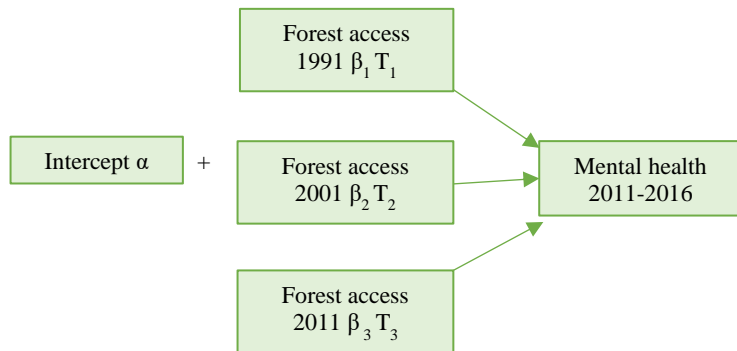 Forest access
1991 β₁ T₁
Intercept α
+
Forest access
2001 β₂ T₂
Mental health
2011-2016
Forest access
2011 β₃ T₃